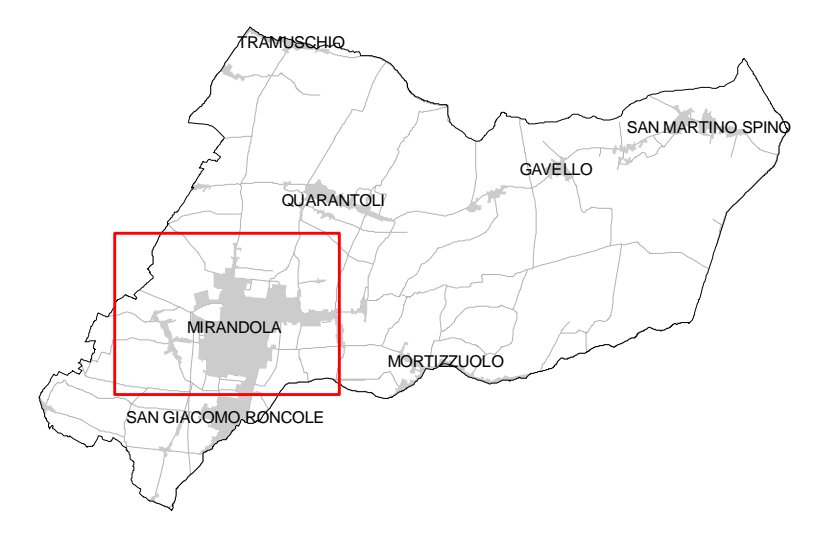 TRAMUSCHIO
SAN MARTINO SPINO
GAVELLO
QUARANTOLI
MIRANDOLA
MORTIZZUOLO
SAN GIACOMO RONCOLE